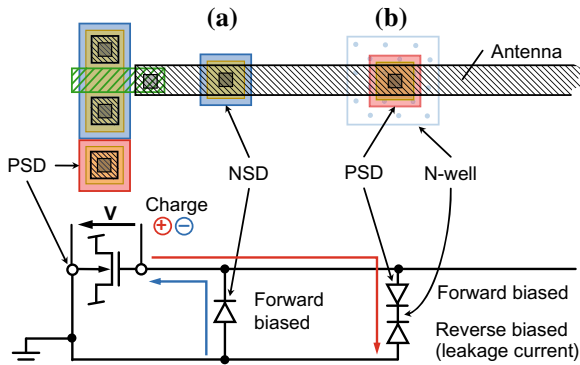 (a)
(b)
Antenna
PSD
NSD
PSD
N-well
V
Charge
+ −
Forward
biased
Forward biased
Reverse biased
(leakage current)